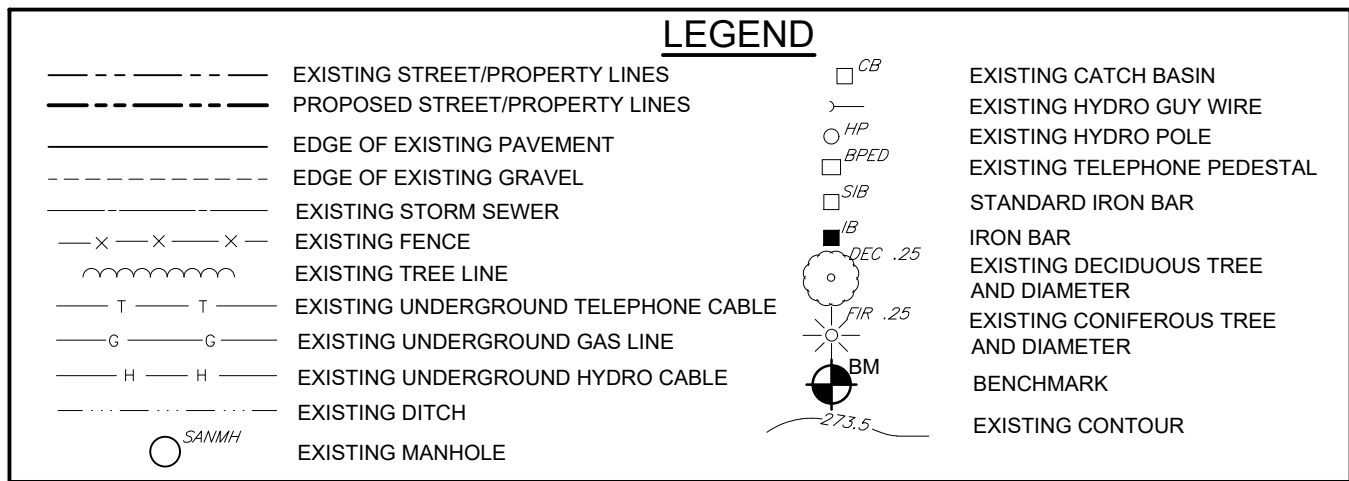 LEGEND
EXISTING STREET/PROPERTY LINES
PROPOSED STREET/PROPERTY LINES
EDGE OF EXISTING PAVEMENT
EDGE OF EXISTING GRAVEL
EXISTING STORM SEWER
X X X EXISTING FENCE
EXISTING TREE LINE
T T EXISTING UNDERGROUND TELEPHONE CABLE
G G EXISTING UNDERGROUND GAS LINE
H H EXISTING UNDERGROUND HYDRO CABLE
EXISTING DITCH
SANMH EXISTING MANHOLE
CB EXISTING CATCH BASIN
EXISTING HYDRO GUY WIRE
HP EXISTING HYDRO POLE
BPED EXISTING TELEPHONE PEDESTAL
SIB STANDARD IRON BAR
IB IRON BAR
DEC .25 EXISTING DECIDUOUS TREE
AND DIAMETER
FIR .25 EXISTING CONIFEROUS TREE
AND DIAMETER
BM BENCHMARK
273.5 EXISTING CONTOUR